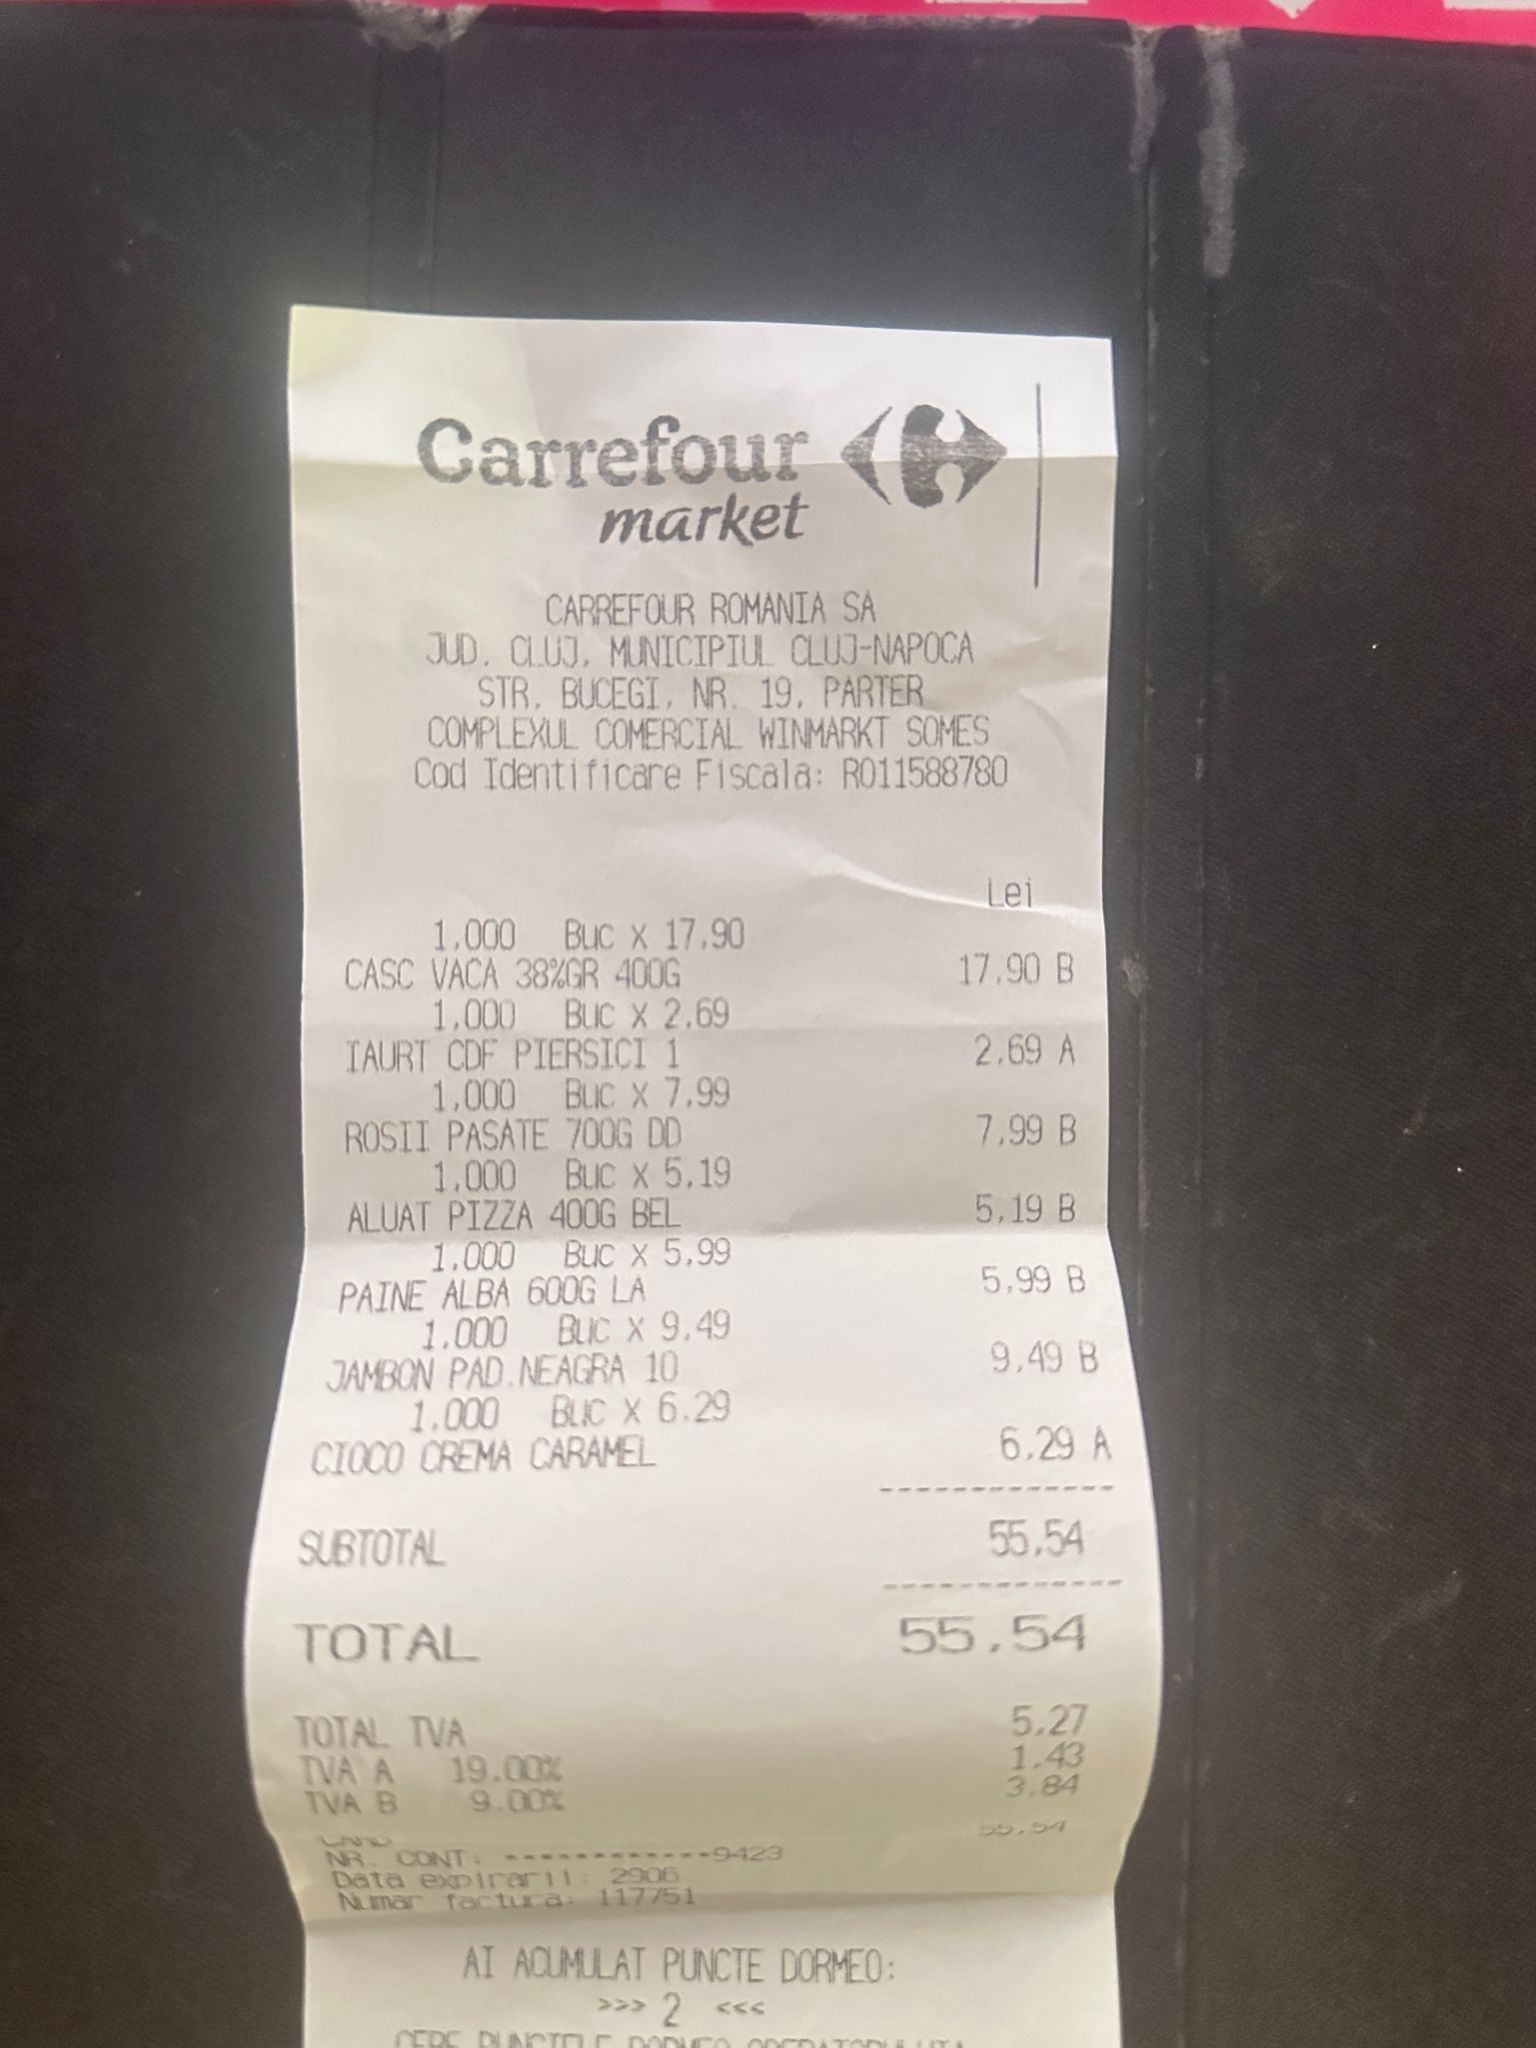 Carrefour
market
CARREFOUR ROMANIA SA
JUD. CLUJ, MUNICIPIUL CLUJ-NAPOCA
STR. BUCEGI, NR. 19, PARTER
COMPLEXUL COMERCIAL WINMARKT SOMES
Cod Identificare Fiscala: RO11588780
Lei
1.000 Buc X 17.90
CASC VACA 38%GR 400G 17.90 B
1.000 Buc X 2.69
IAURT CDF PIERSICI 1 2.69 A
1.000 Buc X 7.99
ROSII PASATE 700G DD 7.99 B
1.000 Buc X 5.19
ALUAT PIZZA 400G BEL 5.19 B
1.000 Buc X 5.99
PAINE ALBA 600G LA 5.99 B
1.000 Buc X 9.49
JAMBON PAD.NEAGRA 10 9.49 B
1.000 Buc X 6.29
CIOCO CREMA CARAMEL 6.29 A
------------
SUBTOTAL 55.54
------------
TOTAL 55.54
TOTAL TVA 5.27
TVA A 19.00% 1.43
TVA B 9.00% 3.84
CARD 55.54
NR. CONT: ************9423
Data expirarii: 2906
Numar factura: 117751
AI ACUMULAT PUNCTE DORMEO:
>>> 2 <<<
CERE PUNCTELE DORMEO